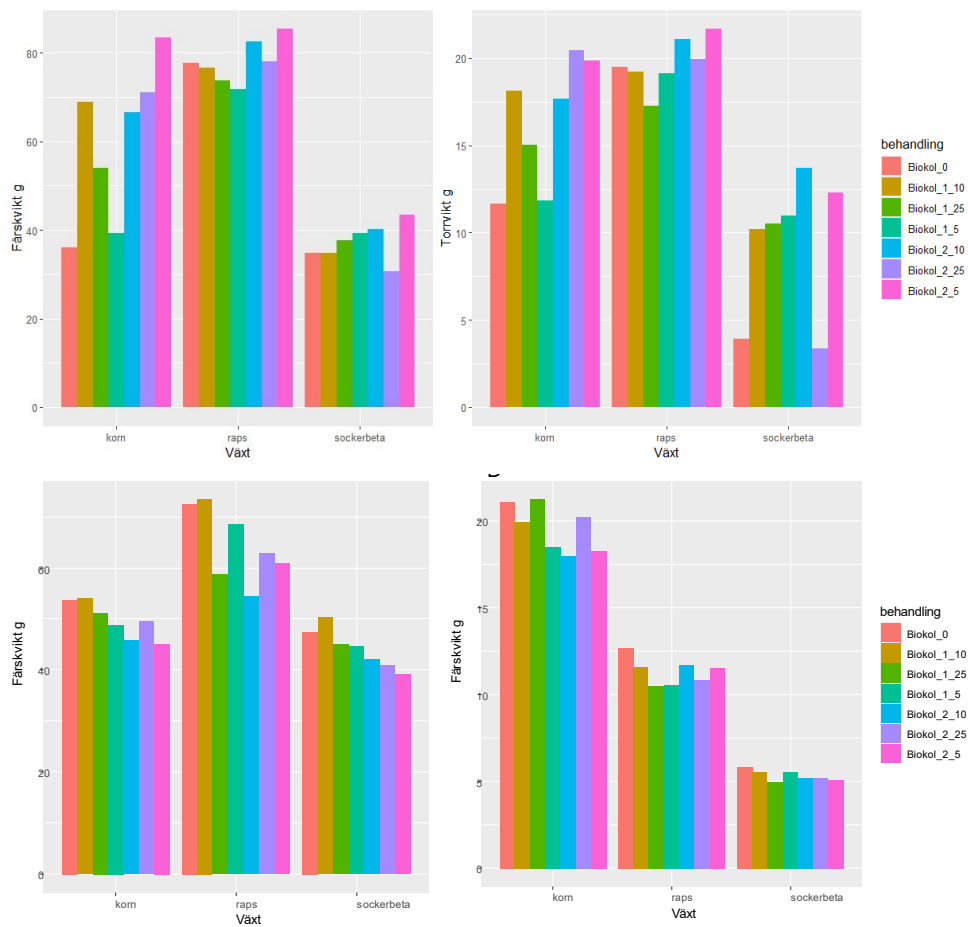 80
60
40
20
0
Färskvikt g
korn raps sockerbeta
Växt
20
15
10
5
0
Torrvikt g
korn raps sockerbeta
Växt
behandling
Biokol_0
Biokol_1_10
Biokol_1_25
Biokol_1_5
Biokol_2_10
Biokol_2_25
Biokol_2_5
60
40
20
0
Färskvikt g
korn raps sockerbeta
Växt
20
15
10
5
0
Färskvikt g
korn raps sockerbeta
Växt
behandling
Biokol_0
Biokol_1_10
Biokol_1_25
Biokol_1_5
Biokol_2_10
Biokol_2_25
Biokol_2_5